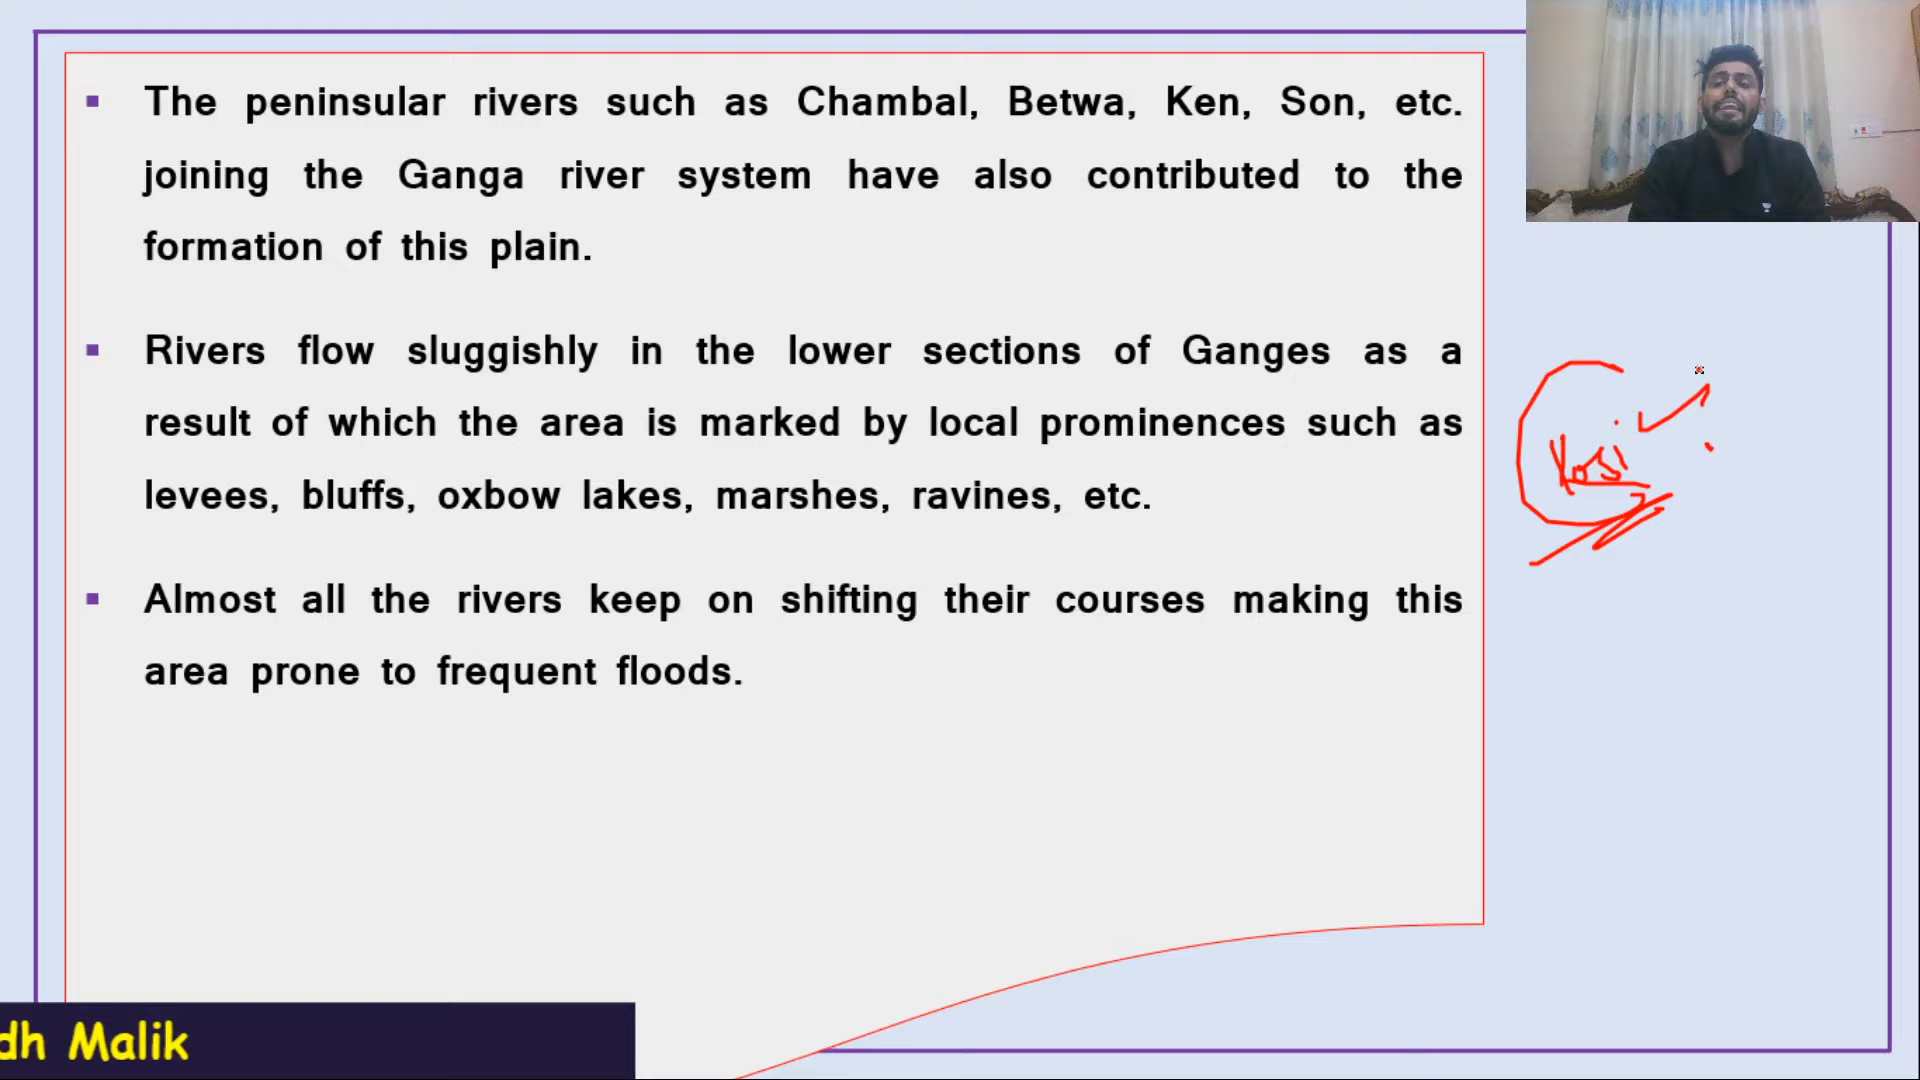 ▪ The peninsular rivers such as Chambal, Betwa, Ken, Son, etc.
joining the Ganga river system have also contributed to the
formation of this plain.
▪ Rivers flow sluggishly in the lower sections of Ganges as a
result of which the area is marked by local prominences such as
levees, bluffs, oxbow lakes, marshes, ravines, etc.
Kosi
▪ Almost all the rivers keep on shifting their courses making this
area prone to frequent floods.
dh Malik